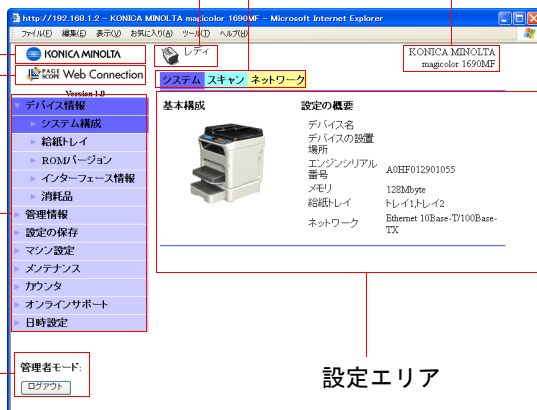 http://192.168.1.2 - KONICA MINOLTA magicolor 1690MF - Microsoft Internet Explorer
ファイル(F) 編集(E) 表示(V) お気に入り(A) ツール(T) ヘルプ(H)
KONICA MINOLTA
レディ
KONICA MINOLTA
magicolor 1690MF
PAGE SCOPE Web Connection
Version 1.0
システム スキャン ネットワーク
デバイス情報
システム構成
給紙トレイ
ROMバージョン
インターフェース情報
消耗品
管理情報
設定の保存
マシン設定
メンテナンス
カウンタ
オンラインサポート
日時設定
基本構成
設定の概要
デバイス名
デバイスの設置場所
エンジンシリアル番号 A0HF012901055
メモリ 128Mbyte
給紙トレイ トレイ1,トレイ2
ネットワーク Ethernet 10Base-T/100Base-TX
管理者モード:
ログアウト
設定エリア